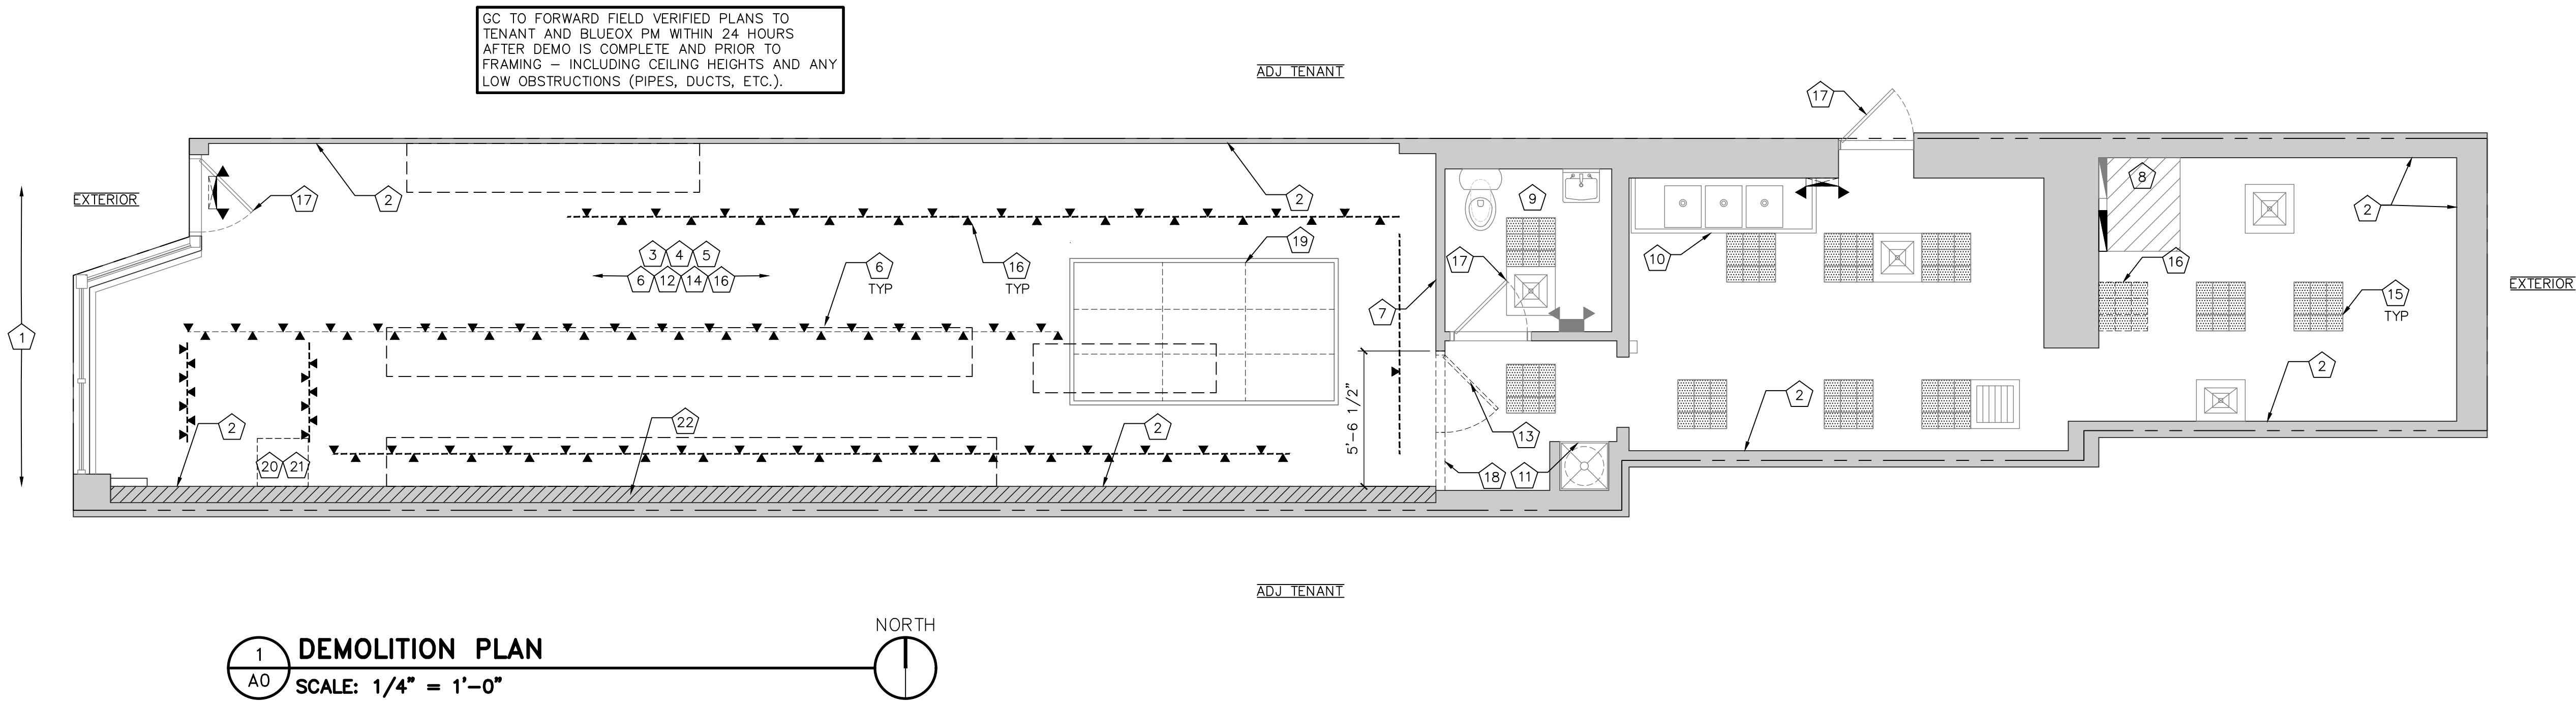 GC TO FORWARD FIELD VERIFIED PLANS TO
TENANT AND BLUEOX PM WITHIN 24 HOURS
AFTER DEMO IS COMPLETE AND PRIOR TO
FRAMING – INCLUDING CEILING HEIGHTS AND ANY
LOW OBSTRUCTIONS (PIPES, DUCTS, ETC.).
ADJ TENANT
17
8
EXTERIOR
17
2
2
9
2
3 4 5
6 12 14 16
6
TYP
16
TYP
19
17
10
16
EXTERIOR
15
TYP
1
7
2
2
5'-6 1/2"
2
22
2
13
20 21
18 11
ADJ TENANT
1
A0
DEMOLITION PLAN
SCALE: 1/4" = 1'-0"
NORTH